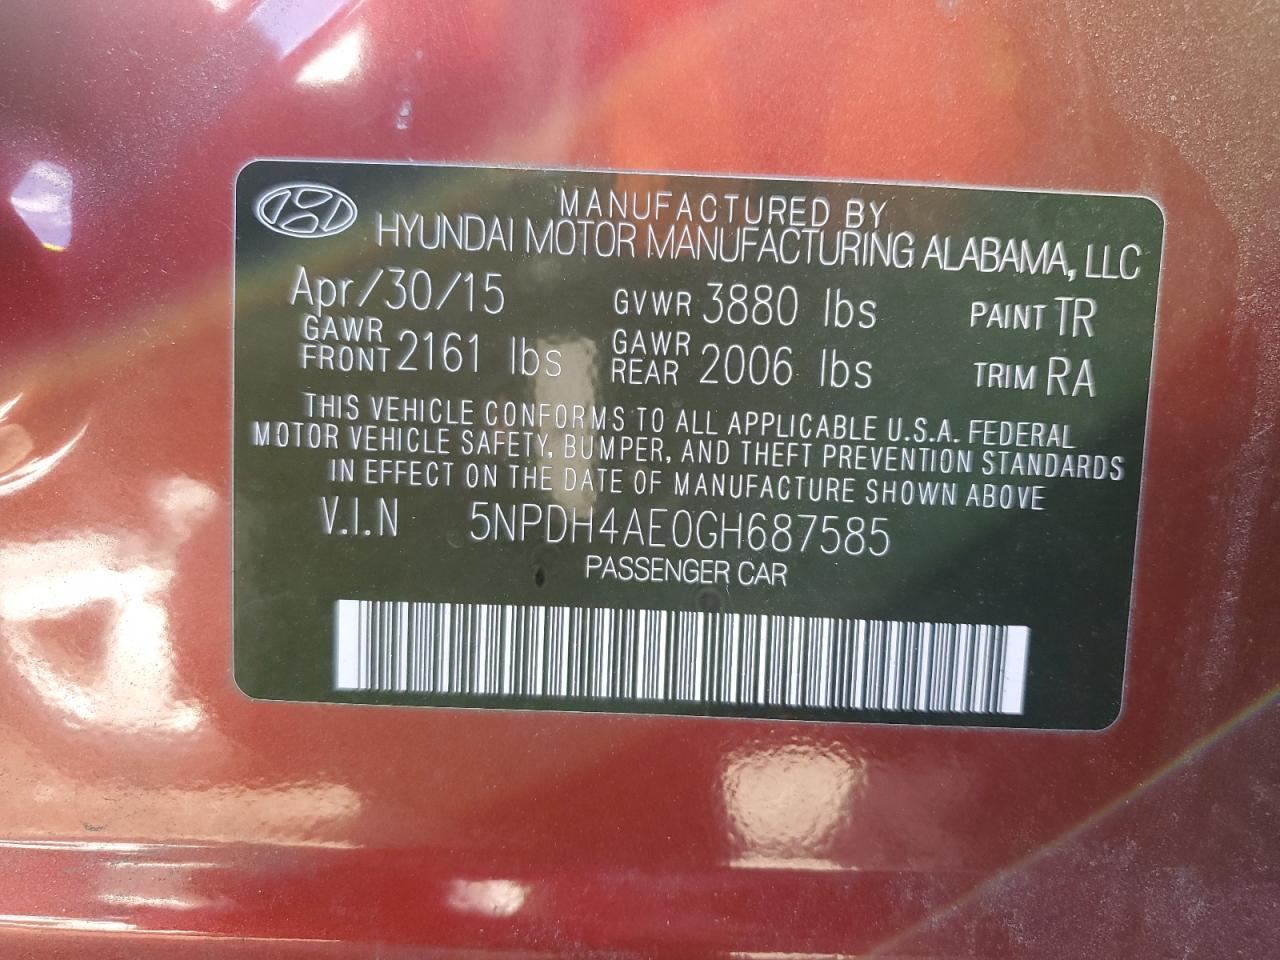 MANUFACTURED BY
HYUNDAI MOTOR MANUFACTURING ALABAMA, LLC
Apr/30/15 GVWR 3880 lbs PAINT TR
GAWR FRONT 2161 lbs GAWR REAR 2006 lbs TRIM RA
THIS VEHICLE CONFORMS TO ALL APPLICABLE U.S.A. FEDERAL
MOTOR VEHICLE SAFETY, BUMPER, AND THEFT PREVENTION STANDARDS
IN EFFECT ON THE DATE OF MANUFACTURE SHOWN ABOVE
V.I.N 5NPDH4AE0GH687585
PASSENGER CAR